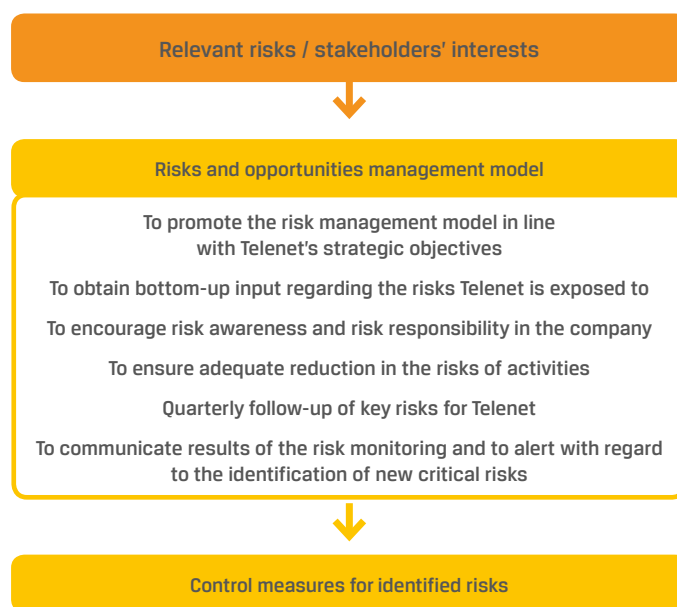 Relevant risks / stakeholders’ interests
Risks and opportunities management model
To promote the risk management model in line
with Telenet’s strategic objectives
To obtain bottom-up input regarding the risks Telenet is exposed to
To encourage risk awareness and risk responsibility in the company
To ensure adequate reduction in the risks of activities
Quarterly follow-up of key risks for Telenet
To communicate results of the risk monitoring and to alert with regard
to the identification of new critical risks
Control measures for identified risks